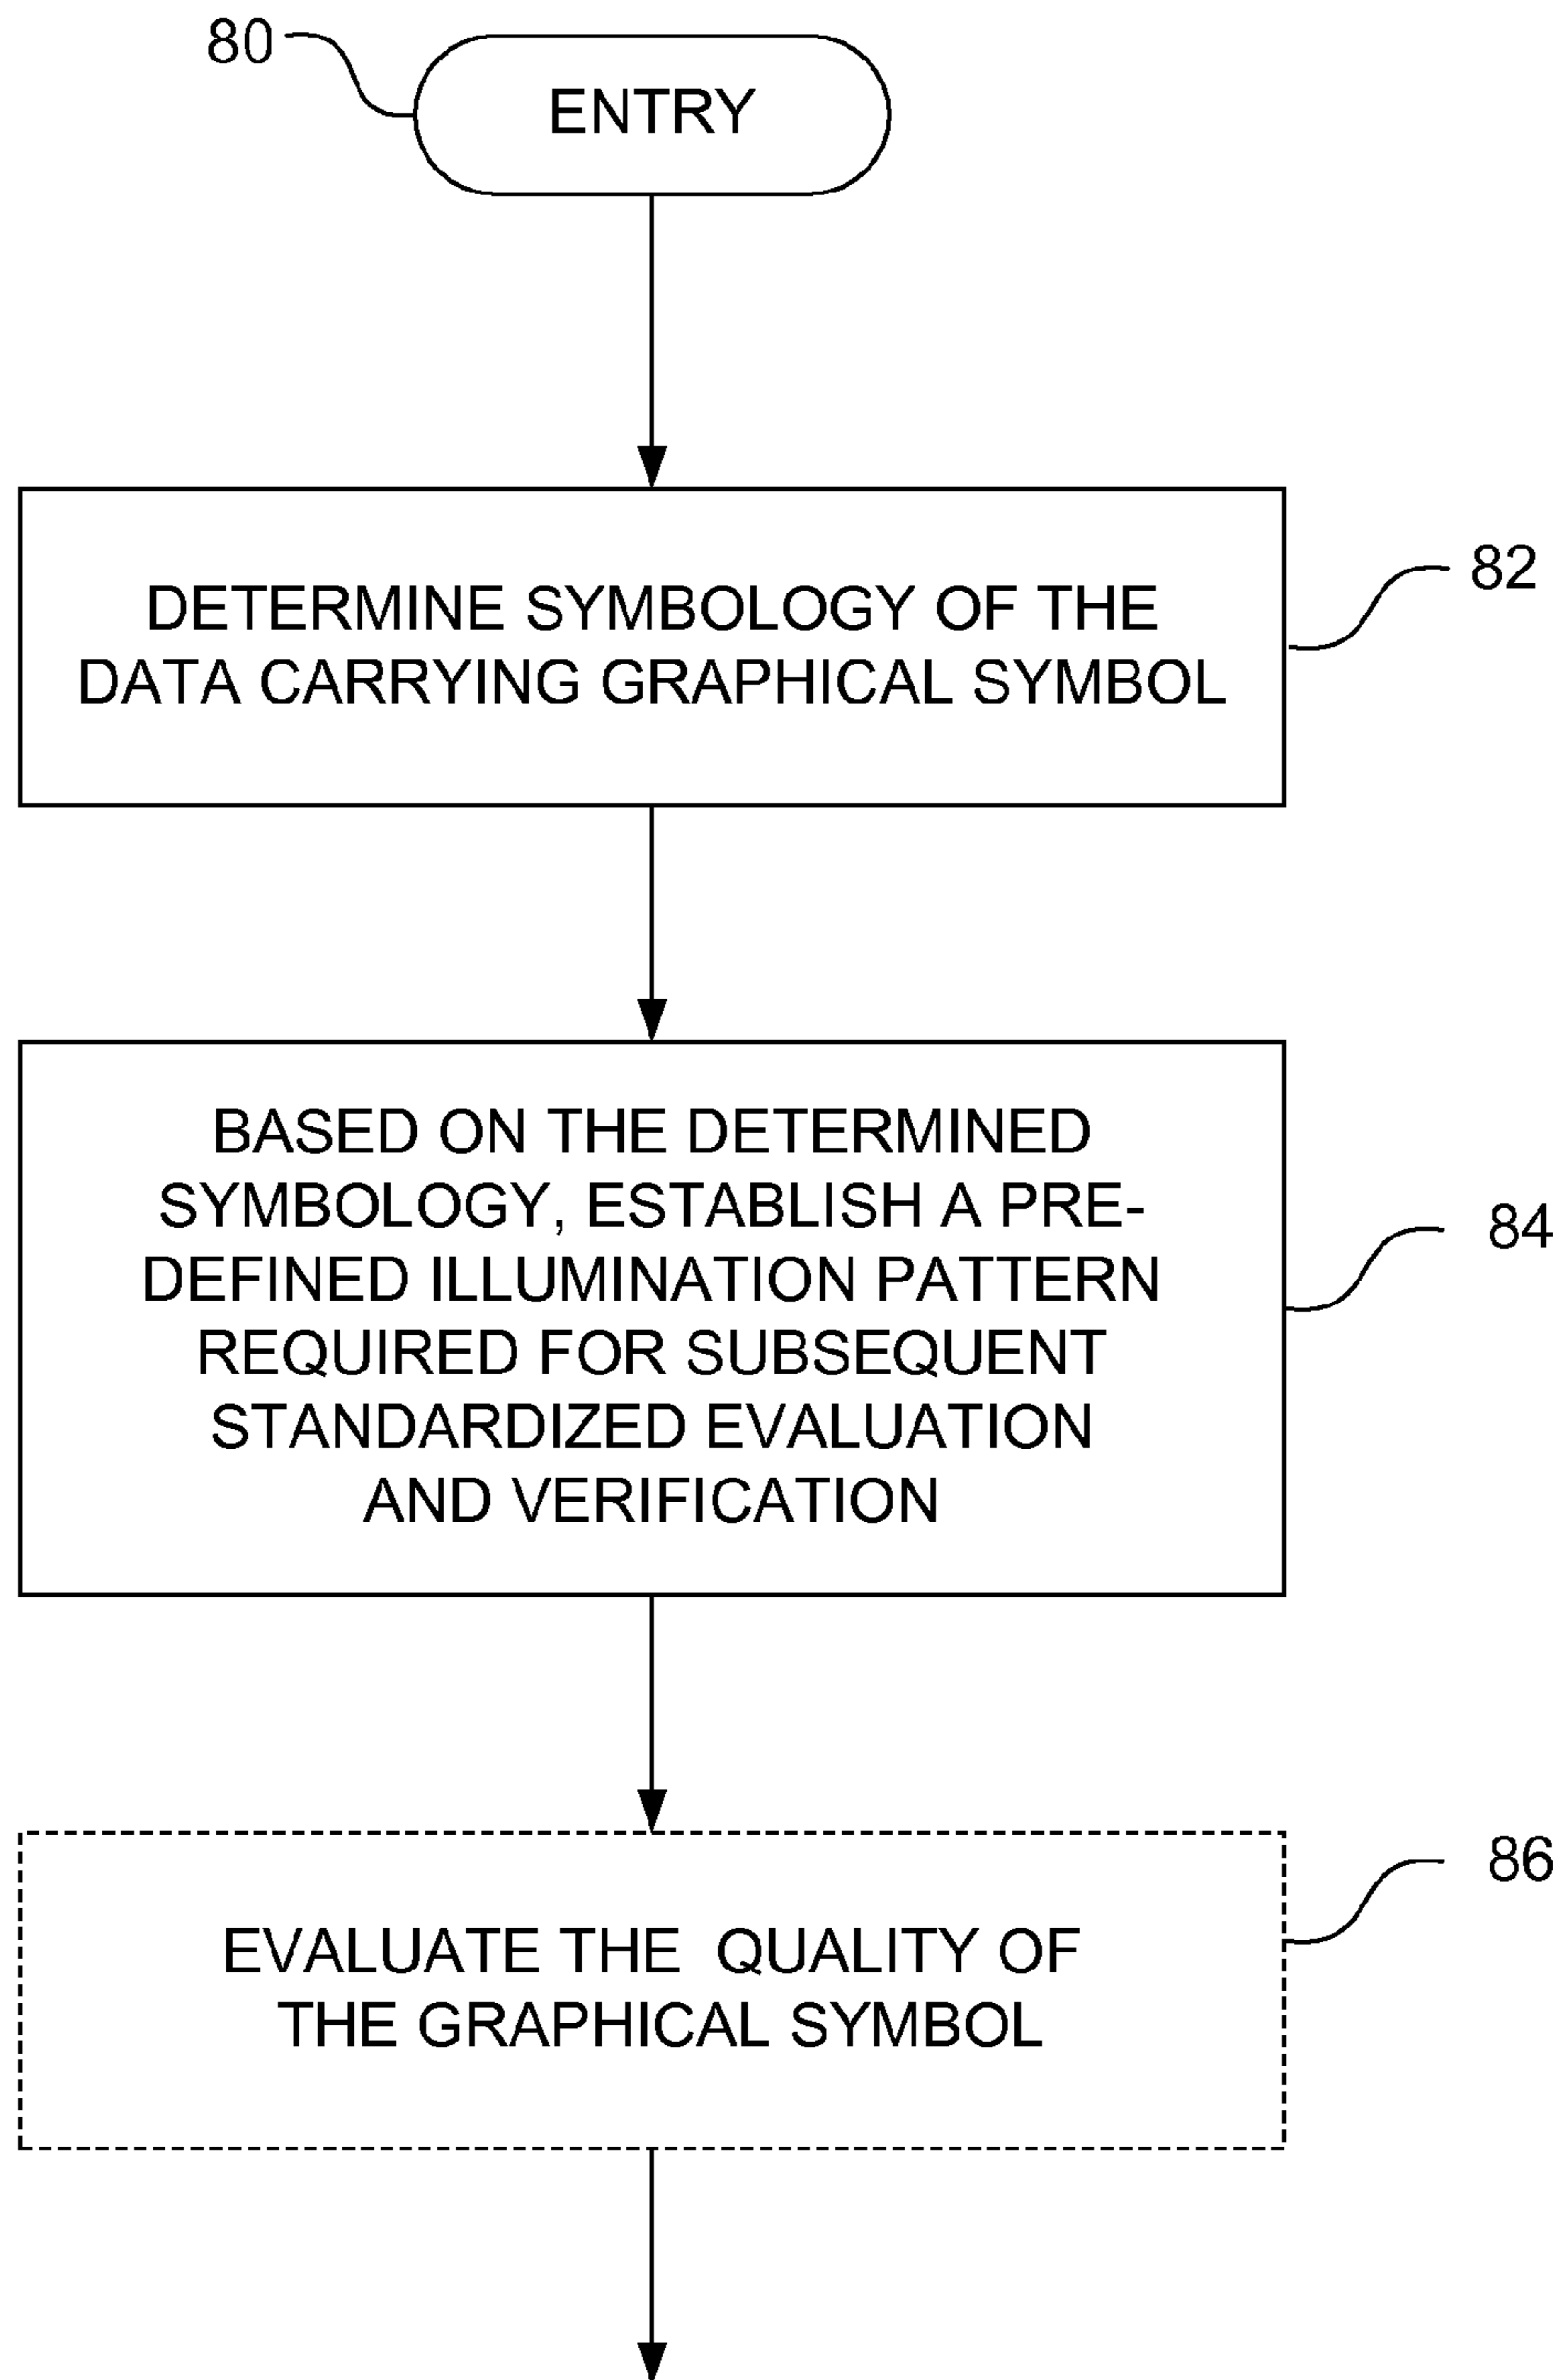 80
ENTRY
82
DETERMINE SYMBOLOGY OF THE
DATA CARRYING GRAPHICAL SYMBOL
84
BASED ON THE DETERMINED
SYMBOLOGY, ESTABLISH A PRE-
DEFINED ILLUMINATION PATTERN
REQUIRED FOR SUBSEQUENT
STANDARDIZED EVALUATION
AND VERIFICATION
86
EVALUATE THE QUALITY OF
THE GRAPHICAL SYMBOL